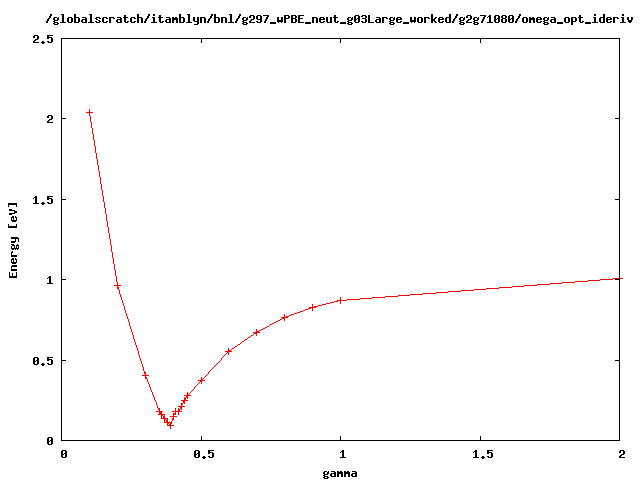 /globalscratch/itamblyn/bnl/g297_wPBE_neut_g03Large_worked/g2g71080/omega_opt_ideriv
2.5
2
1.5
1
0.5
0
Energy [eV]
0 0.5 1 1.5 2
gamma